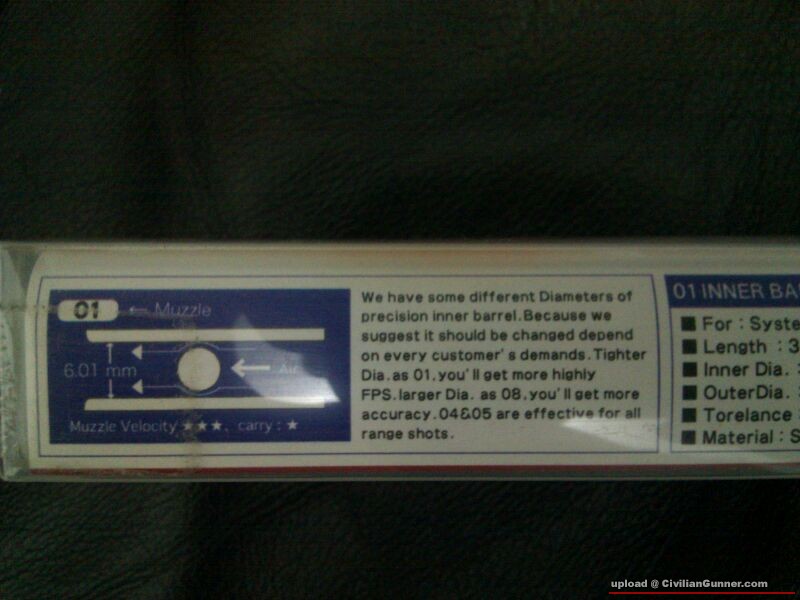 01 Muzzle
6.01 mm
Air
Muzzle Velocity ★★★、carry : ★
We have some different Diameters of
precision inner barrel.Because we
suggest it should be changed depend
on every customer's demands.Tighter
Dia.as 01,you'll get more highly
FPS.larger Dia. as 08,you'll get more
accuracy.04&05 are effective for all
range shots.
01 INNER BA
■ For : Syste
■ Length : 3
■ Inner Dia. :
■ OuterDia. :
■ Torelance
■ Material : S
upload @ CivilianGunner.com